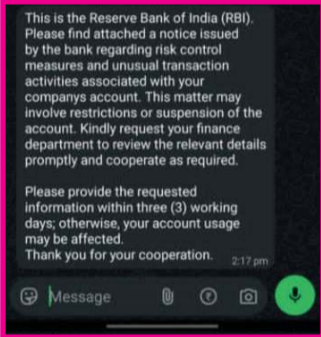 This is the Reserve Bank of India (RBI).
Please find attached a notice issued
by the bank regarding risk control
measures and unusual transaction
activities associated with your
companys account. This matter may
involve restrictions or suspension of the
account. Kindly request your finance
department to review the relevant details
promptly and cooperate as required.
Please provide the requested
information within three (3) working
days; otherwise, your account usage
may be affected.
Thank you for your cooperation. 2:17 pm
Message